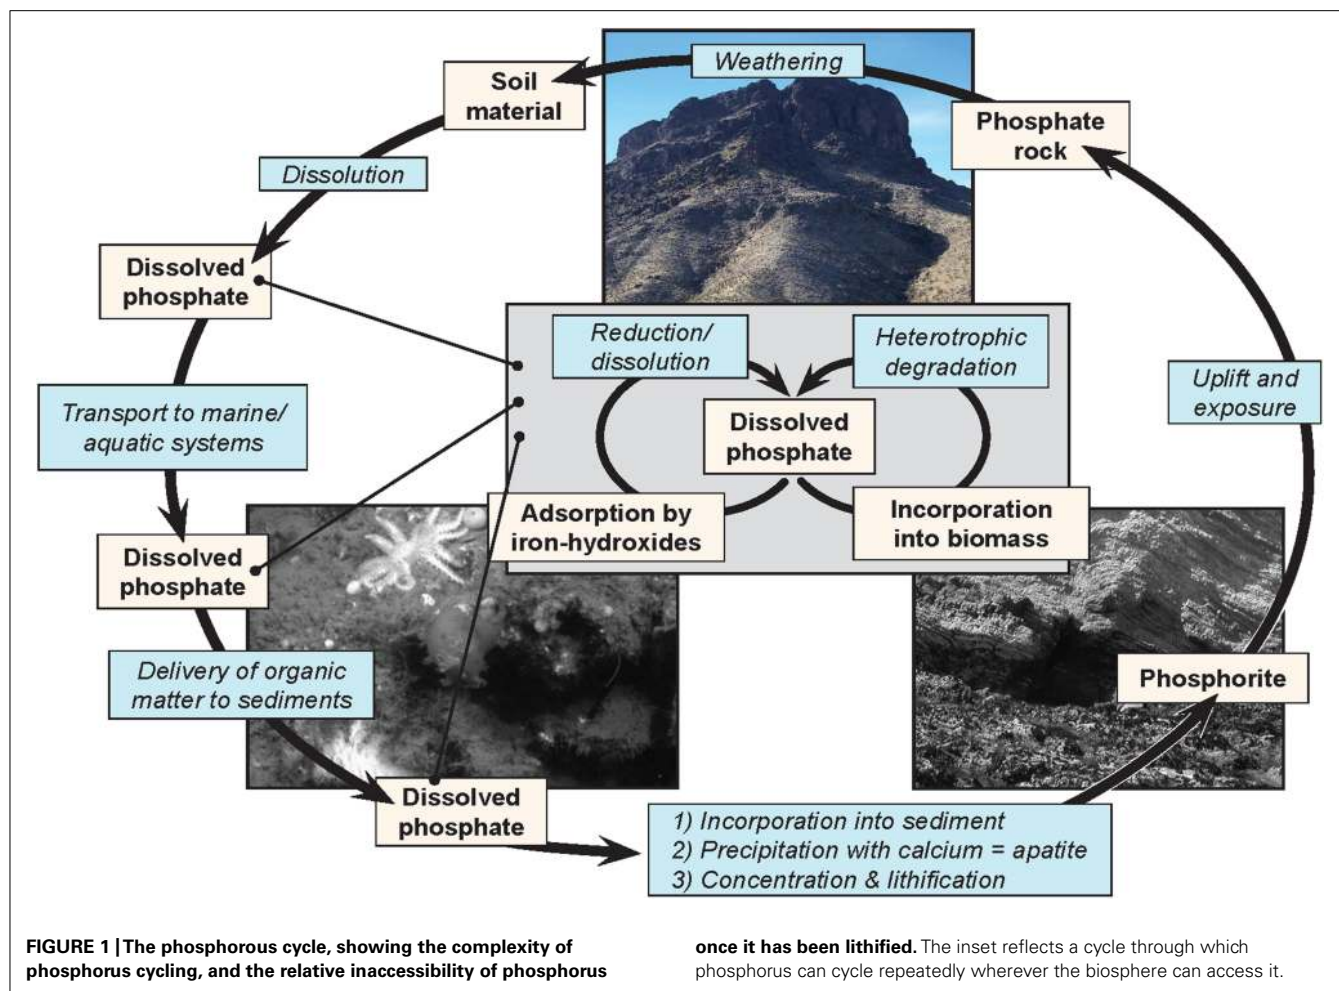 Weathering
Soil
material
Phosphate
rock
Dissolution
Dissolved
phosphate
Reduction/
dissolution
Heterotrophic
degradation
Uplift and
exposure
Transport to marine/
aquatic systems
Dissolved
phosphate
Adsorption by
iron-hydroxides
Incorporation
into biomass
Dissolved
phosphate
Delivery of organic
matter to sediments
Phosphorite
Dissolved
phosphate
1) Incorporation into sediment
2) Precipitation with calcium = apatite
3) Concentration & lithification
FIGURE 1 | The phosphorous cycle, showing the complexity of
phosphorus cycling, and the relative inaccessibility of phosphorus
once it has been lithified. The inset reflects a cycle through which
phosphorus can cycle repeatedly wherever the biosphere can access it.